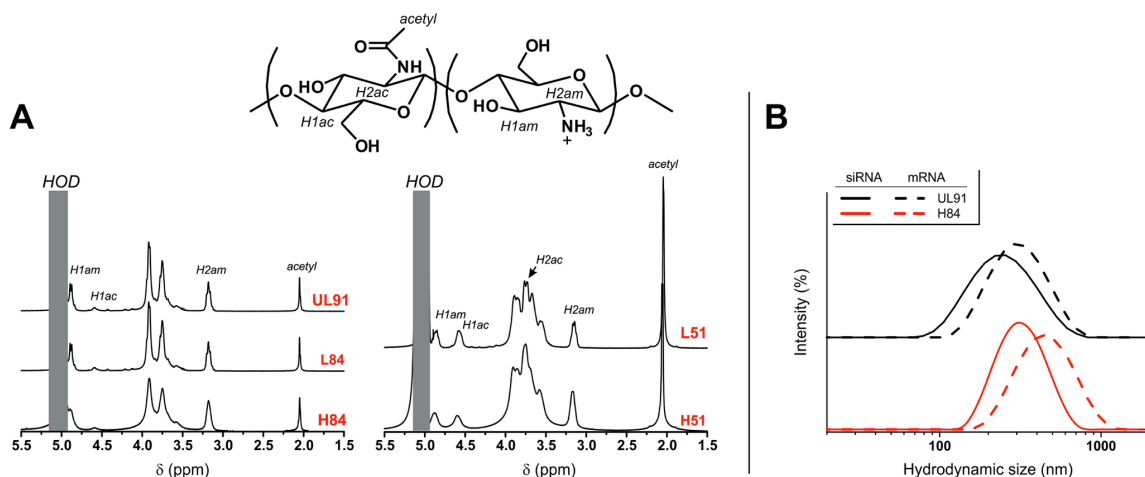 A
acetyl
O
NH
HO
H2ac
O
H1ac
O
OH
O
OH
O
HO
H2am
H1am
NH3
+
O
HOD
H1am
H1ac
H2am
acetyl
UL91
L84
H84
5.5 5.0 4.5 4.0 3.5 3.0 2.5 2.0 1.5
δ (ppm)
HOD
H1am
H1ac
H2ac
H2am
acetyl
L51
H51
5.5 5.0 4.5 4.0 3.5 3.0 2.5 2.0 1.5
δ (ppm)
B
siRNA mRNA
UL91
H84
Intensity (%)
100 1000
Hydrodynamic size (nm)